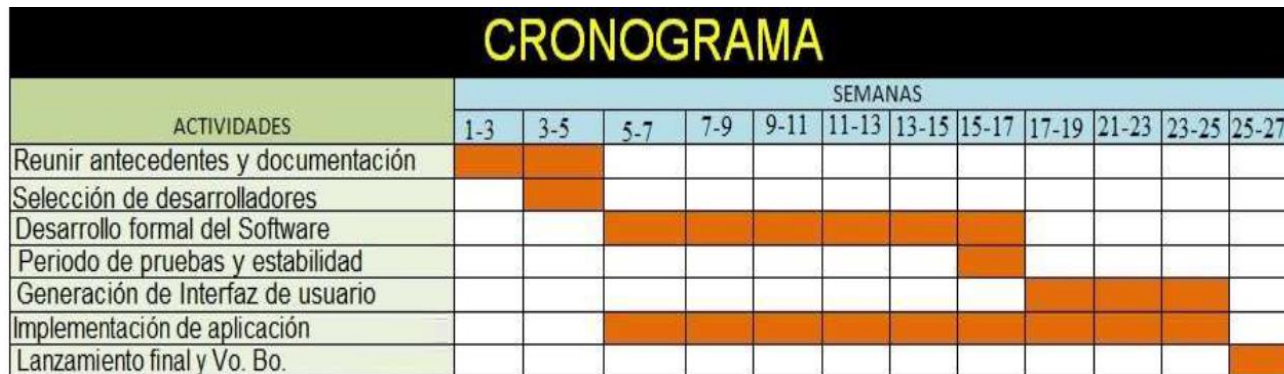 CRONOGRAMA
SEMANAS
ACTIVIDADES 1-3 3-5 5-7 7-9 9-11 11-13 13-15 15-17 17-19 21-23 23-25 25-27
Reunir antecedentes y documentación
Selección de desarrolladores
Desarrollo formal del Software
Periodo de pruebas y estabilidad
Generación de Interfaz de usuario
Implementación de aplicación
Lanzamiento final y Vo. Bo.